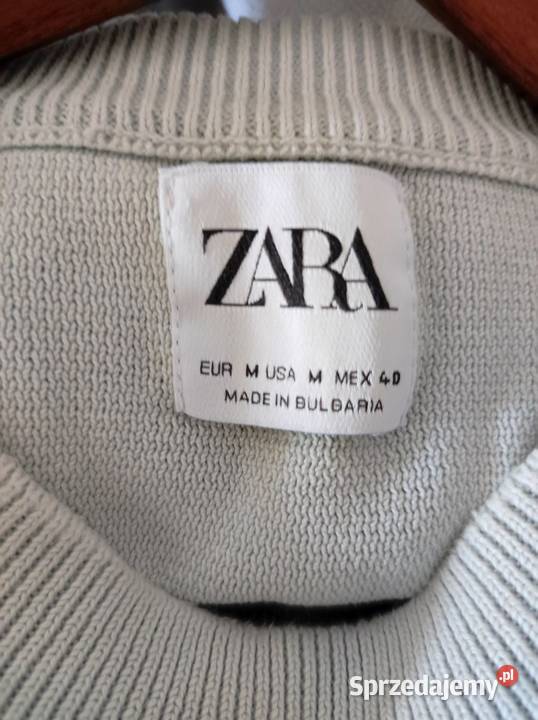 ZARA
EUR M USA M MEX 40
MADE IN BULGARIA
Sprzedajemy.pl